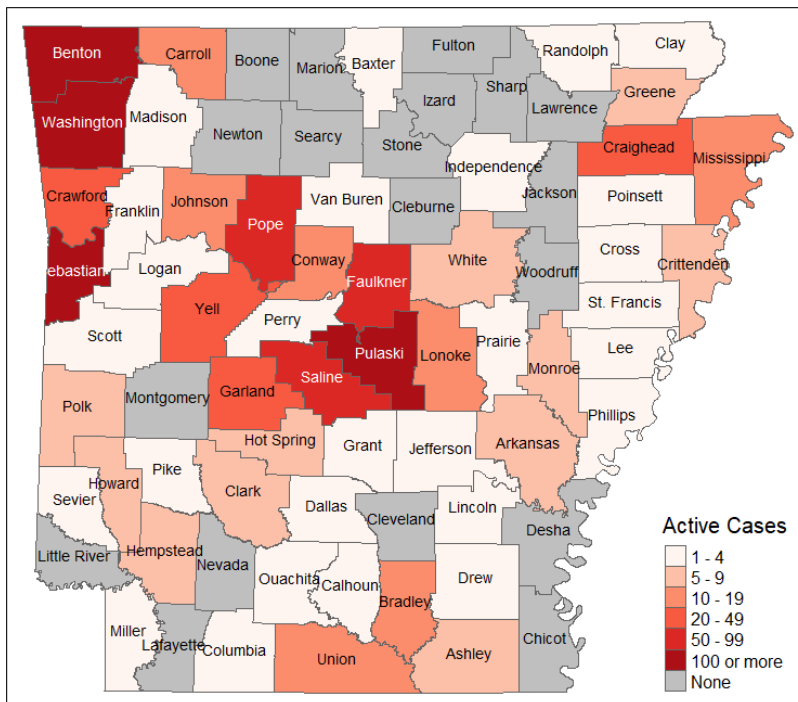 Benton
Carroll
Boone
Marion
Baxter
Fulton
Randolph
Clay
Washington
Madison
Newton
Searcy
Stone
Izard
Sharp
Lawrence
Greene
Craighead
Mississippi
Independence
Jackson
Poinsett
Crawford
Franklin
Johnson
Pope
Van Buren
Cleburne
ebastian
Logan
Conway
Faulkner
White
Woodruff
Cross
Crittenden
St. Francis
Scott
Yell
Perry
Pulaski
Lonoke
Prairie
Monroe
Lee
Phillips
Polk
Montgomery
Garland
Saline
Hot Spring
Grant
Jefferson
Arkansas
Sevier
Howard
Pike
Clark
Dallas
Cleveland
Lincoln
Desha
Little River
Hempstead
Nevada
Ouachita
Calhoun
Bradley
Drew
Chicot
Miller
Lafayette
Columbia
Union
Ashley
Active Cases
1 - 4
5 - 9
10 - 19
20 - 49
50 - 99
100 or more
None